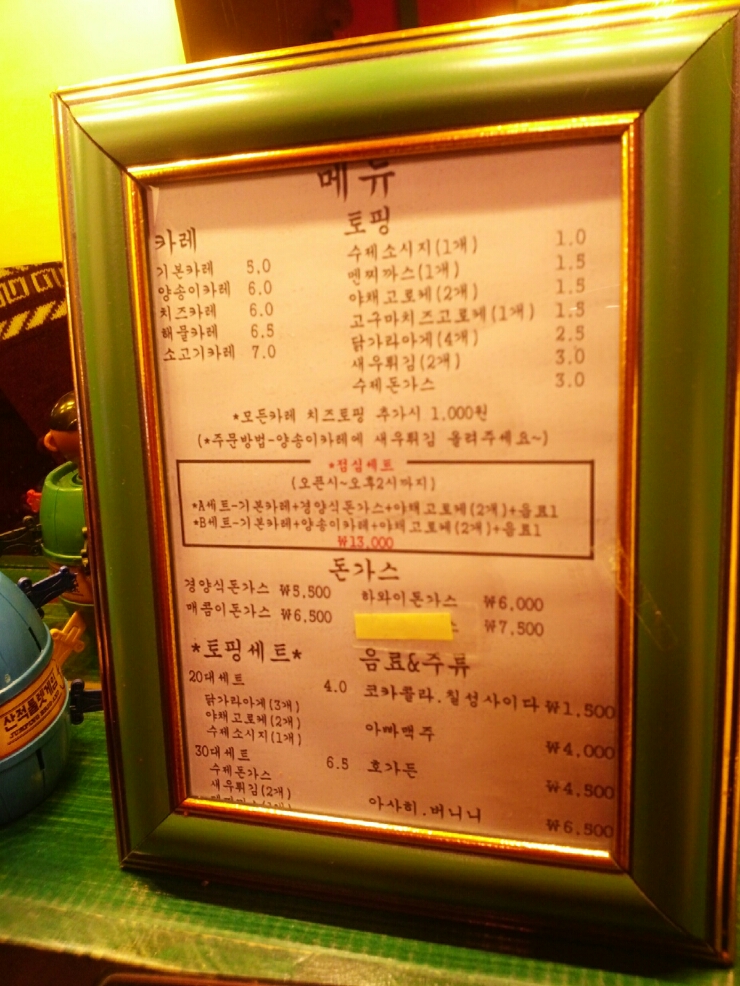 메뉴
카레
기본카레 5.0
양송이카레 6.0
치즈카레 6.0
해물카레 6.5
소고기카레 7.0
토핑
수제소시지(1개) 1.0
멘찌까스(1개) 1.5
야채고로케(2개) 1.5
고구마치즈고로케(1개) 1.5
닭가라아게(4개) 2.5
새우튀김(2개) 3.0
수제돈가스 3.0
*모든카레 치즈토핑 추가시 1.000원
(*주문방법-양송이카레에 새우튀김 올려주세요~)
*점심세트
(오픈시~오후2시까지)
*A세트-기본카레+경양식돈가스+야채고로케(2개)+음료1
*B세트-기본카레+양송이카레+야채고로케(2개)+음료1
₩13,000
돈가스
경양식돈가스 ₩5,500
매콤이돈가스 ₩6,500
하와이돈가스 ₩6,000
₩7,500
*토핑세트*
20대세트 4.0
닭가라아게(3개)
야채고로케(2개)
수제소시지(1개)
30대세트 6.5
수제돈가스
새우튀김(2개)
음료&주류
코카콜라.칠성사이다 ₩1,500
아빠맥주 ₩4,000
호가든 ₩4,500
아사히.버니니 ₩6,500
산적룰렛게임